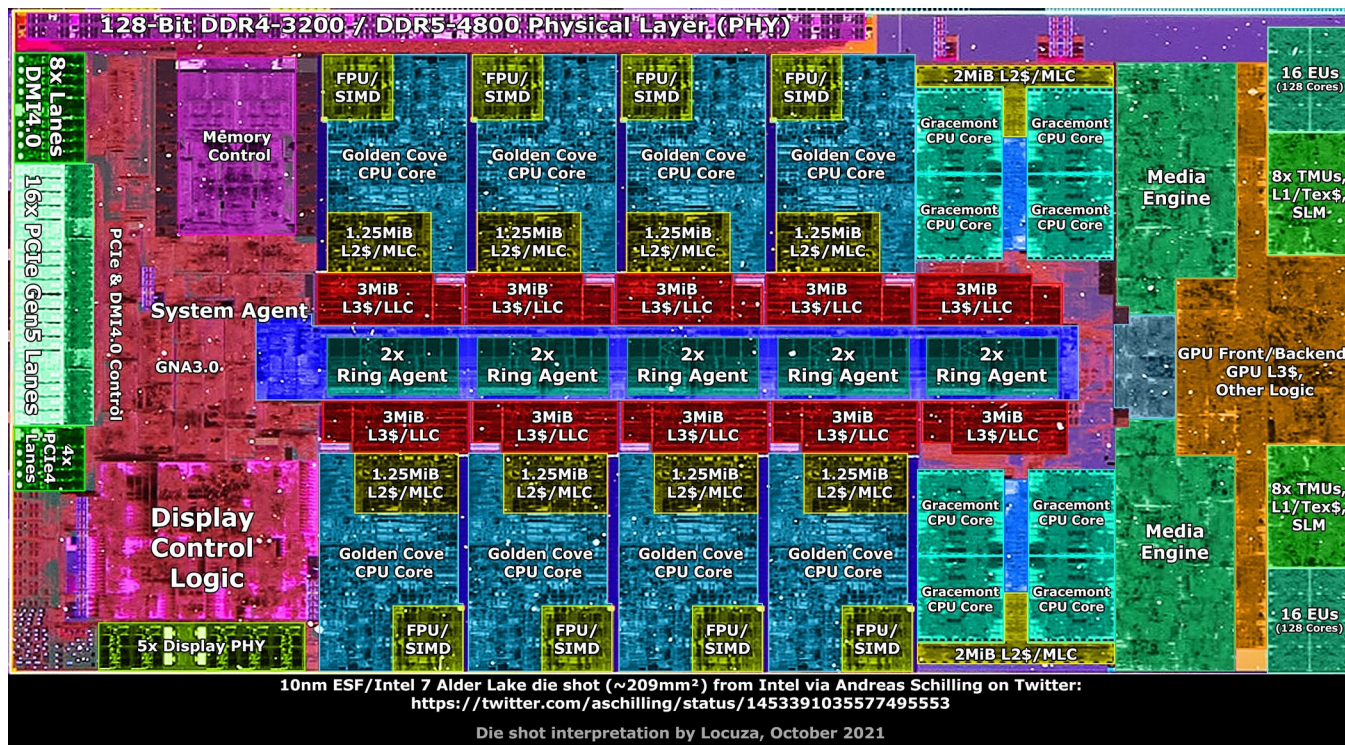 128-Bit DDR4-3200 / DDR5-4800 Physical Layer (PHY)
8x Lanes
DMI4.0
16x PCIe Gen5 Lanes
4x
PCIe4
Lanes
PCIe & DMI4.0 Control
Memory
Control
System Agent
GNA3.0
Display
Control
Logic
5x Display PHY
FPU/
SIMD
FPU/
SIMD
FPU/
SIMD
FPU/
SIMD
Golden Cove
CPU Core
Golden Cove
CPU Core
Golden Cove
CPU Core
Golden Cove
CPU Core
1.25MiB
L2$/MLC
1.25MiB
L2$/MLC
1.25MiB
L2$/MLC
1.25MiB
L2$/MLC
3MiB
L3$/LLC
3MiB
L3$/LLC
3MiB
L3$/LLC
3MiB
L3$/LLC
3MiB
L3$/LLC
2x
Ring Agent
2x
Ring Agent
2x
Ring Agent
2x
Ring Agent
2x
Ring Agent
3MiB
L3$/LLC
3MiB
L3$/LLC
3MiB
L3$/LLC
3MiB
L3$/LLC
3MiB
L3$/LLC
1.25MiB
L2$/MLC
1.25MiB
L2$/MLC
1.25MiB
L2$/MLC
1.25MiB
L2$/MLC
Golden Cove
CPU Core
Golden Cove
CPU Core
Golden Cove
CPU Core
Golden Cove
CPU Core
FPU/
SIMD
FPU/
SIMD
FPU/
SIMD
FPU/
SIMD
2MiB L2$/MLC
Gracemont
CPU Core
Gracemont
CPU Core
Gracemont
CPU Core
Gracemont
CPU Core
Gracemont
CPU Core
Gracemont
CPU Core
Gracemont
CPU Core
Gracemont
CPU Core
2MiB L2$/MLC
Media
Engine
Media
Engine
16 EUs
(128 Cores)
8x TMUs,
L1/Tex$,
SLM
GPU Front/Backend
GPU L3$,
Other Logic
8x TMUs,
L1/Tex$,
SLM
16 EUs
(128 Cores)
10nm ESF/Intel 7 Alder Lake die shot (~209mm²) from Intel via Andreas Schilling on Twitter:
https://twitter.com/aschilling/status/1453391035577495553
Die shot interpretation by Locuza, October 2021